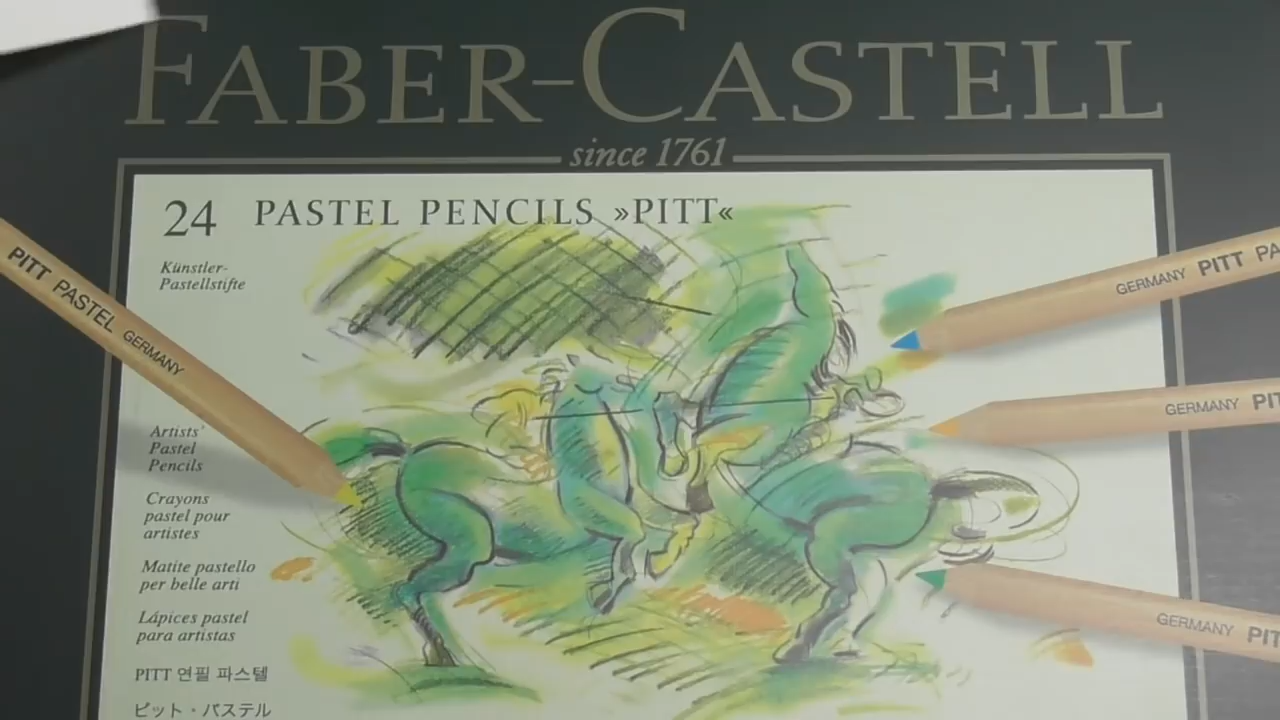 FABER-CASTELL
since 1761
24 PASTEL PENCILS »PITT«
Künstler-
Pastellstifte
PITT PASTEL GERMANY
GERMANY PITT PA
GERMANY PIT
Artists'
Pastel
Pencils
Crayons
pastel pour
artistes
Matite pastello
per belle arti
Lápices pastel
para artistas
GERMANY PIT
PITT 연필 파스텔
ピット・パステル